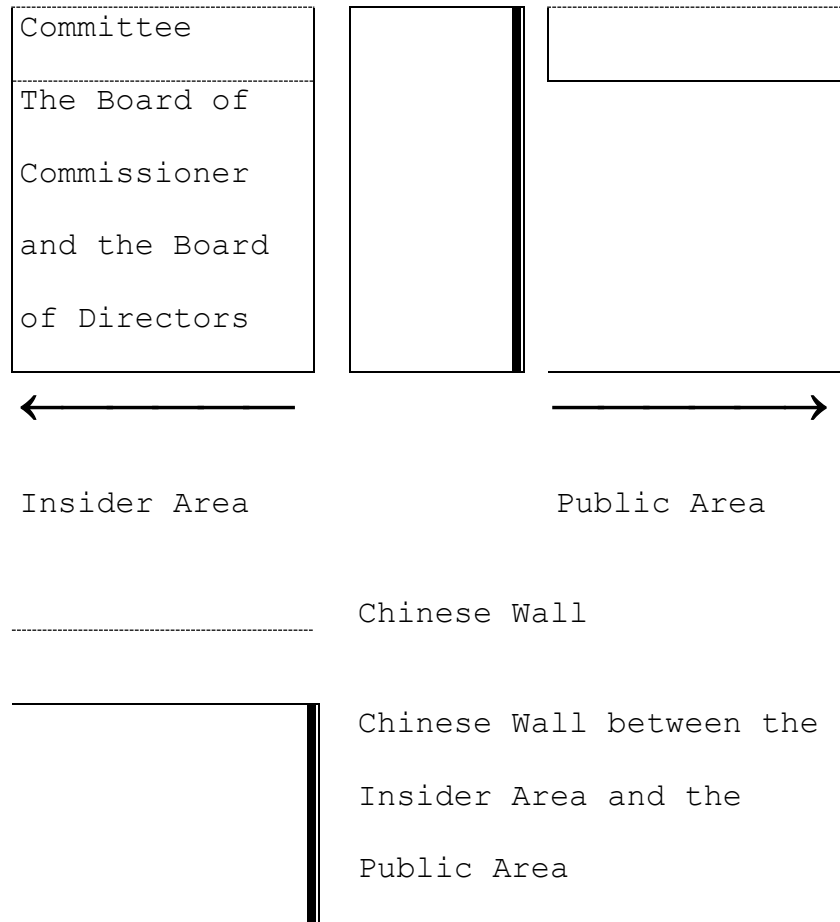 Committee
The Board of
Commissioner
and the Board
of Directors
Insider Area
Public Area
Chinese Wall
Chinese Wall between the
Insider Area and the
Public Area